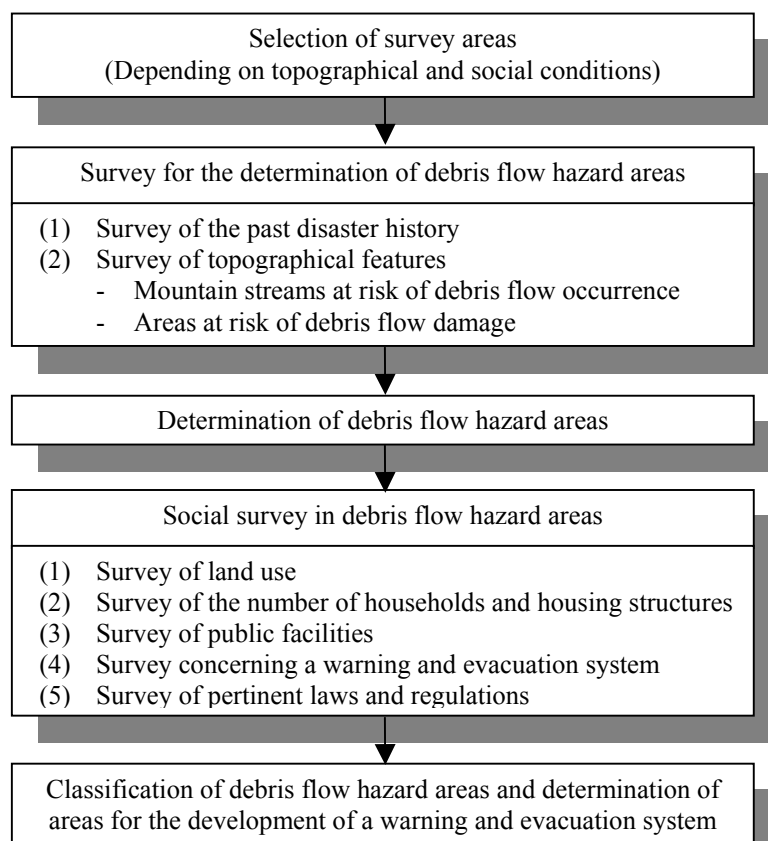 Selection of survey areas
(Depending on topographical and social conditions)
Survey for the determination of debris flow hazard areas
(1) Survey of the past disaster history
(2) Survey of topographical features
- Mountain streams at risk of debris flow occurrence
- Areas at risk of debris flow damage
Determination of debris flow hazard areas
Social survey in debris flow hazard areas
(1) Survey of land use
(2) Survey of the number of households and housing structures
(3) Survey of public facilities
(4) Survey concerning a warning and evacuation system
(5) Survey of pertinent laws and regulations
Classification of debris flow hazard areas and determination of
areas for the development of a warning and evacuation system